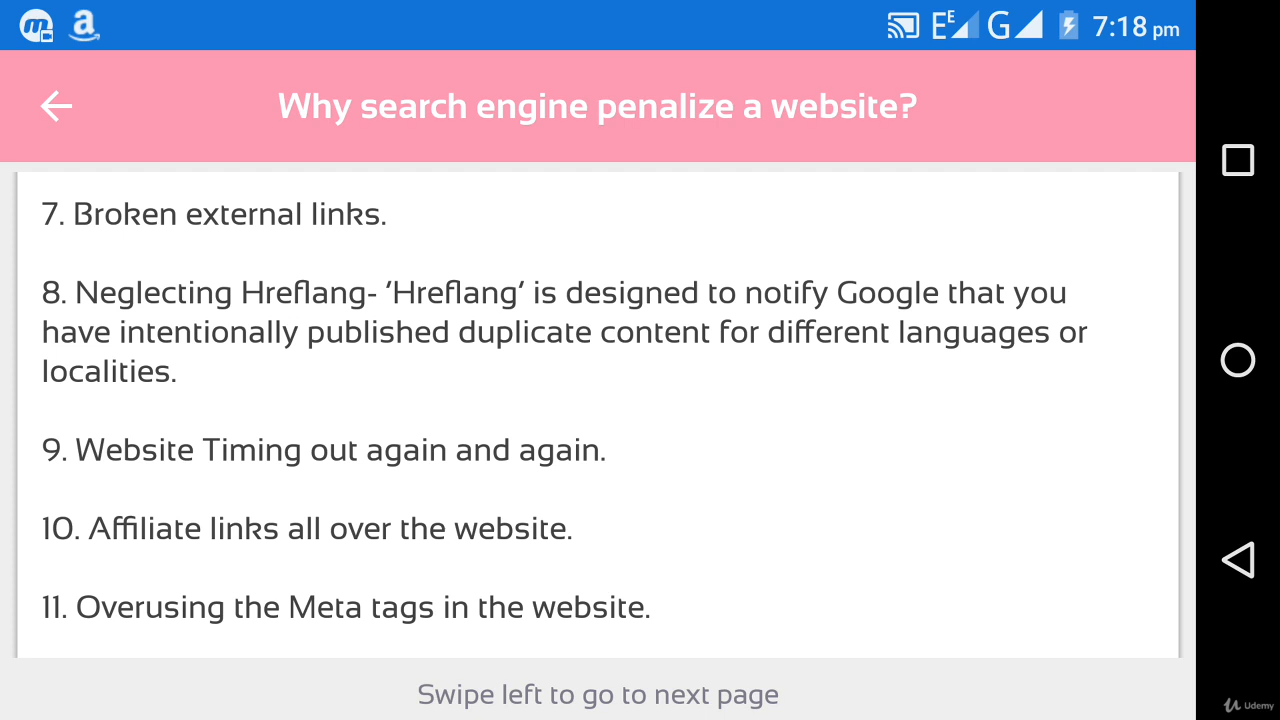 7:18 pm
Why search engine penalize a website?
7. Broken external links.
8. Neglecting Hreflang- ‘Hreflang’ is designed to notify Google that you
have intentionally published duplicate content for different languages or
localities.
9. Website Timing out again and again.
10. Affiliate links all over the website.
11. Overusing the Meta tags in the website.
Swipe left to go to next page
Udemy